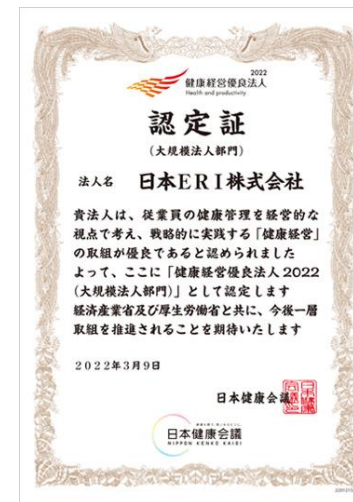 2022
健康経営優良法人
Health and productivity
認定証
(大規模法人部門)
法人名 日本ERI株式会社
貴法人は、従業員の健康管理を経営的な
視点で考え、戦略的に実践する「健康経営」
の取組が優良であると認められました
よって、ここに「健康経営優良法人2022
(大規模法人部門)」として認定します
経済産業省及び厚生労働省と共に、今後一層
取組を推進されることを期待いたします
2022年3月9日
日本健康会議
日本健康会議
NIPPON KENKO KAIGI